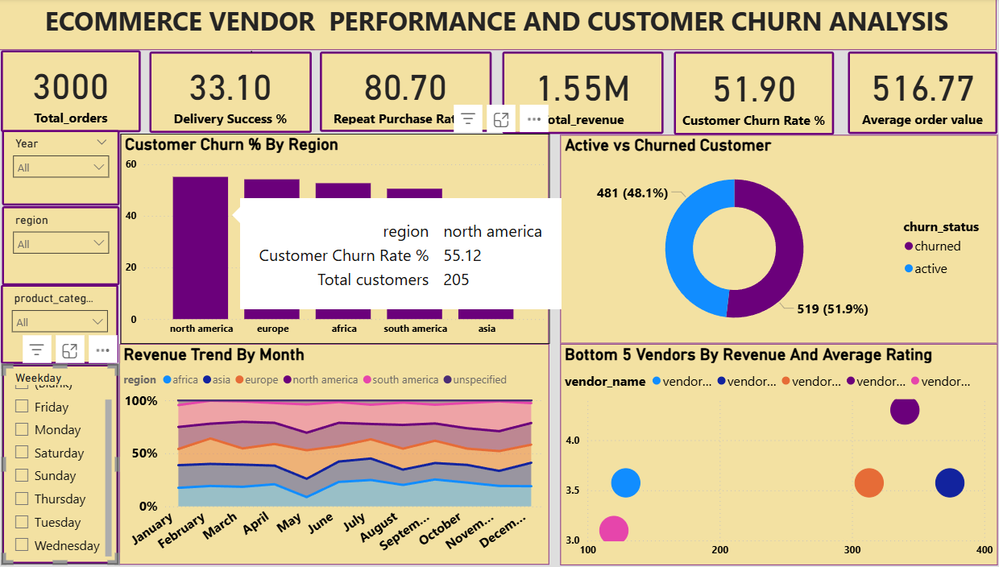 ECOMMERCE VENDOR PERFORMANCE AND CUSTOMER CHURN ANALYSIS
3000
Total_orders
33.10
Delivery Success %
80.70
Repeat Purchase Rat
1.55M
otal_revenue
51.90
Customer Churn Rate %
516.77
Average order value
Year
All
region
All
product_categ...
All
Weekday
(Blank)
Friday
Monday
Saturday
Sunday
Thursday
Tuesday
Wednesday
Customer Churn % By Region
60
40
20
0
north america
europe
africa
south america
asia
region north america
Customer Churn Rate % 55.12
Total customers 205
Active vs Churned Customer
481 (48.1%)
519 (51.9%)
churn_status
churned
active
Revenue Trend By Month
region africa asia europe north america south america unspecified
100%
50%
0%
January
February
March
April
May
June
July
August
Septem...
October
Novem...
Decem...
Bottom 5 Vendors By Revenue And Average Rating
vendor_name vendor... vendor... vendor... vendor... vendor...
4.0
3.5
3.0
100
200
300
400